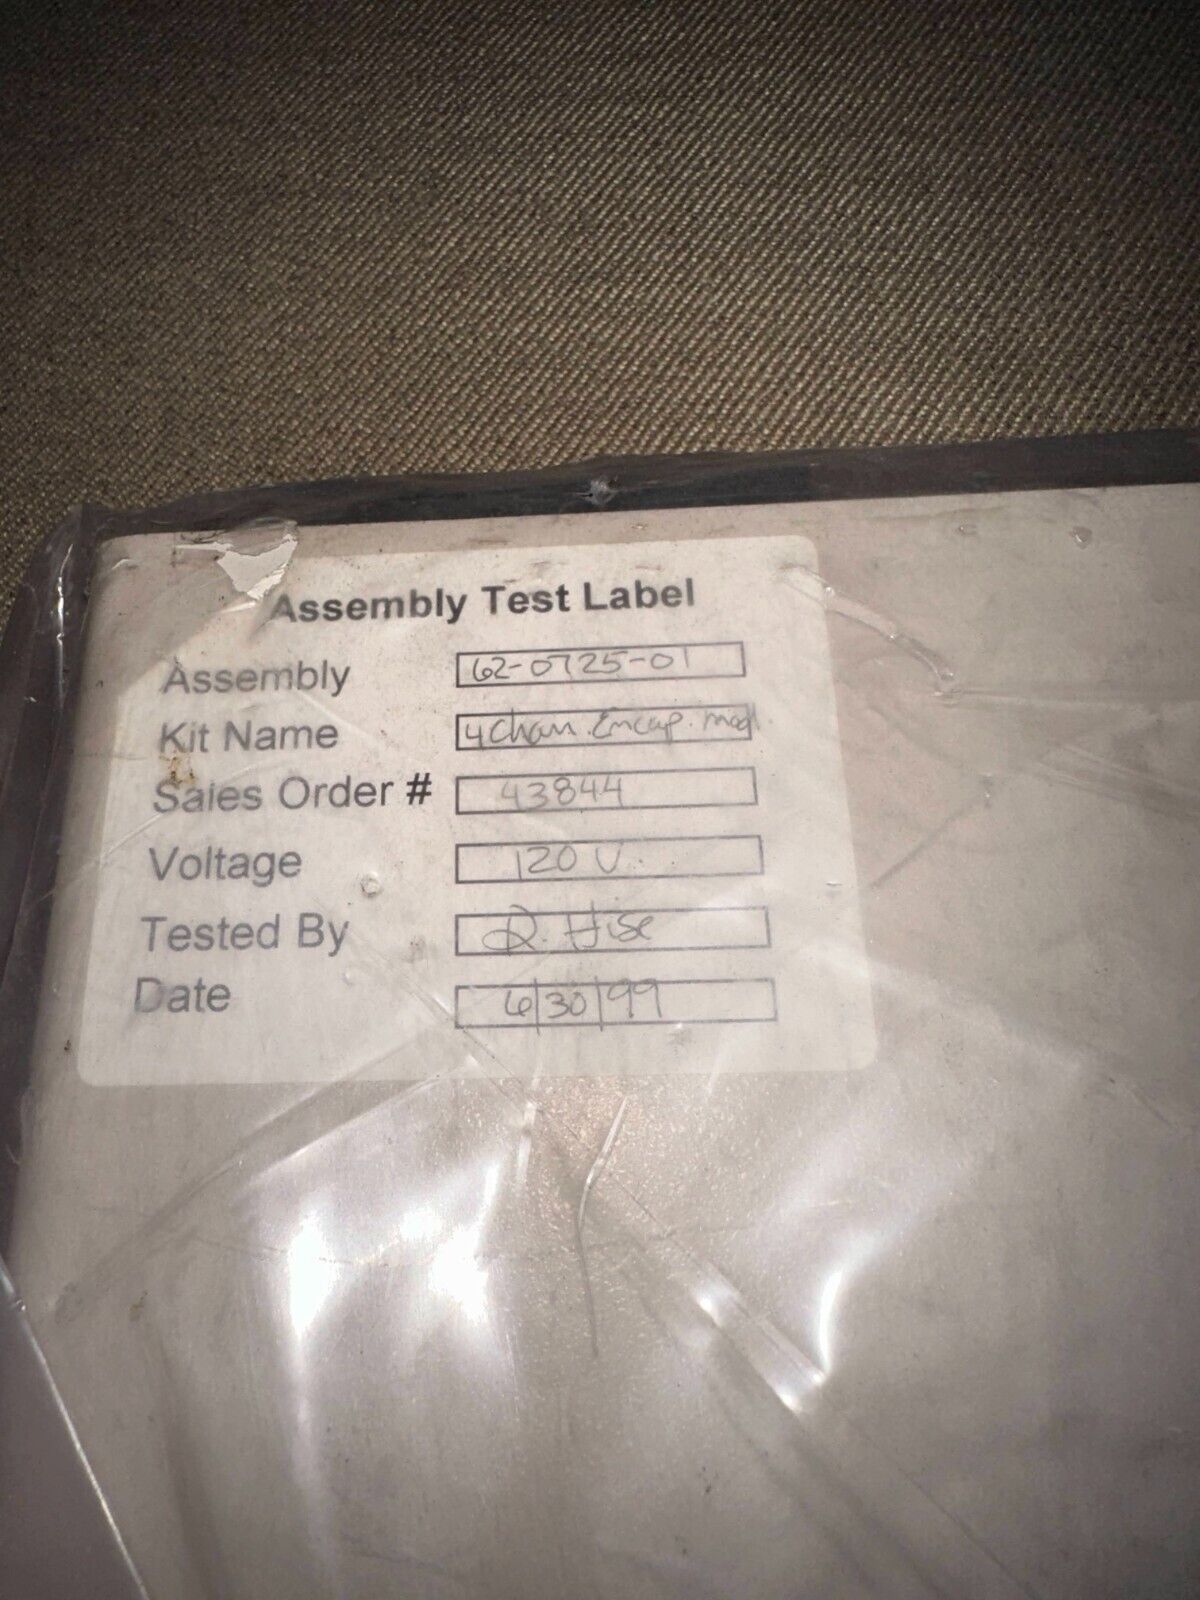 Assembly Test Label
Assembly 62-0725-01
Kit Name 4 Chan. Encap. mod.
Sales Order # 43844
Voltage 120 V.
Tested By R. Hise
Date 6/30/99